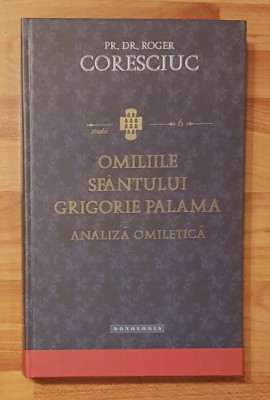 PR. DR. ROGER
CORESCIUC
studii 6
OMILIILE
SFÂNTULUI
GRIGORIE PALAMA
ANALIZĂ OMILETICĂ
DOXOLOGIA